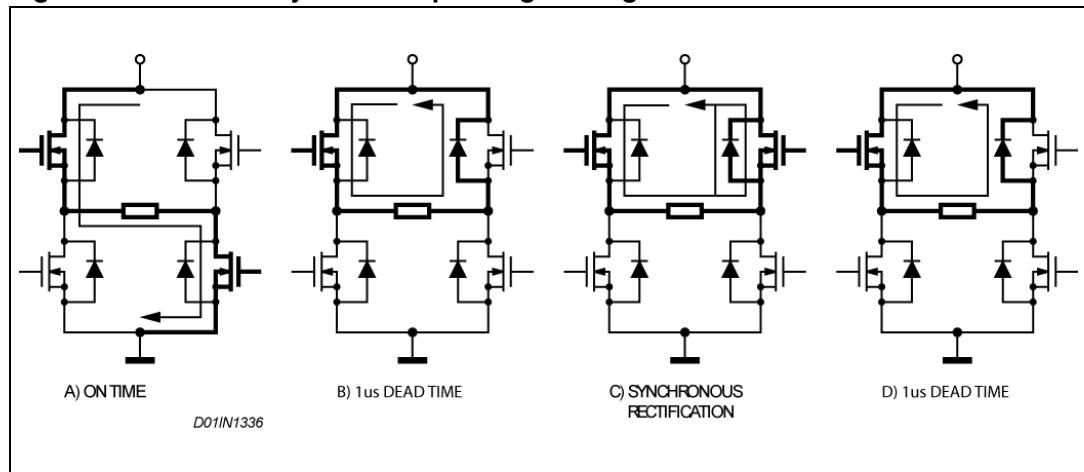 A) ON TIME
B) 1us DEAD TIME
C) SYNCHRONOUS
RECTIFICATION
D) 1us DEAD TIME
D01IN1336